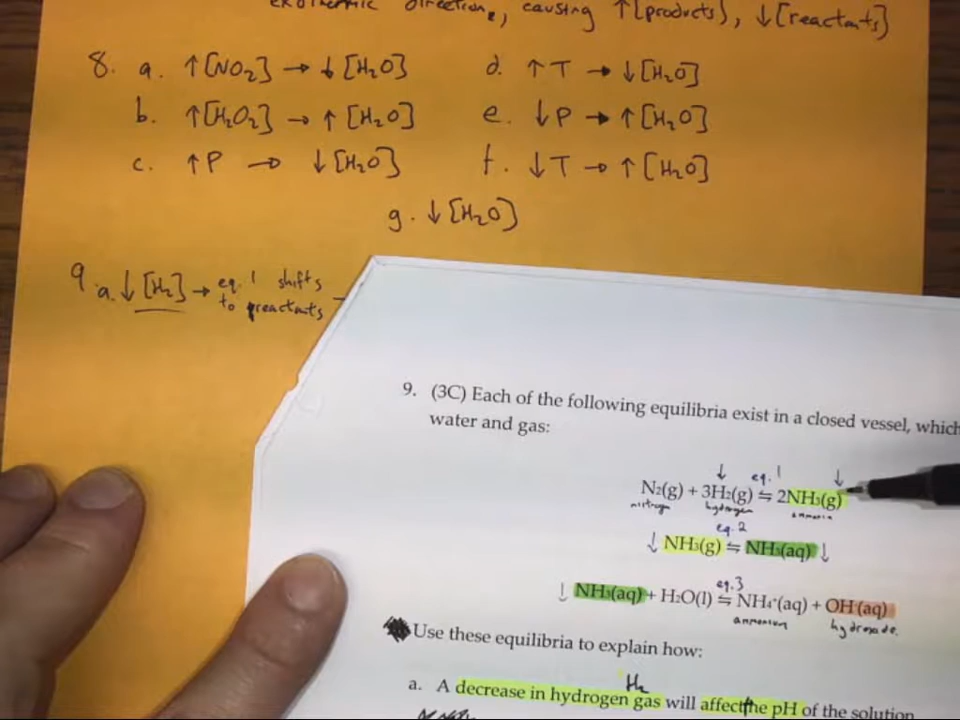 exothermic direction, causing ↑[products], ↓[reactants]
8. a. ↑[NO₂] → ↓[H₂O]
b. ↑[H₂O₂] → ↑[H₂O]
c. ↑P → ↓[H₂O]
d. ↑T → ↓[H₂O]
e. ↓P → ↑[H₂O]
f. ↓T → ↑[H₂O]
g. ↓[H₂O]
9. a. ↓[H₂] → eq. 1 shifts
to reactants
9. (3C) Each of the following equilibria exist in a closed vessel, which
water and gas:
↓ eq. 1 ↓
N₂(g) + 3H₂(g) ⇌ 2NH₃(g)
nitrogen hydrogen ammonia
eq. 2
↓ NH₃(g) ⇌ NH₃(aq) ↓
eq. 3
↓ NH₃(aq) + H₂O(l) ⇌ NH₄⁺(aq) + OH⁻(aq)
ammonium hydroxide.
Use these equilibria to explain how:
H₂
a. A decrease in hydrogen gas will affect the pH of the solution